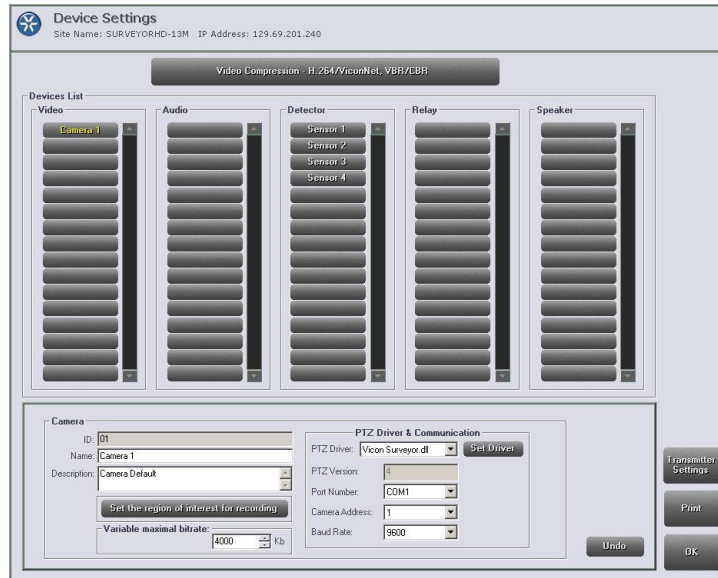 Device Settings
Site Name: SURVEYORHD-13M IP Address: 129.69.201.240
Video Compression - H.264/ViconNet, VBR/CBR
Devices List
Video Audio Detector Relay Speaker
Camera 1 Sensor 1
Sensor 2
Sensor 3
Sensor 4
Camera
ID: 01
Name: Camera 1
Description: Camera Default
Set the region of interest for recording
Variable maximal bitrate:
4000 Kb
PTZ Driver & Communication
PTZ Driver: Vicon Surveyor.dll Set Driver
PTZ Version: 4
Port Number: COM1
Camera Address: 1
Baud Rate: 9600
Undo
Transmitter
Settings
Print
OK